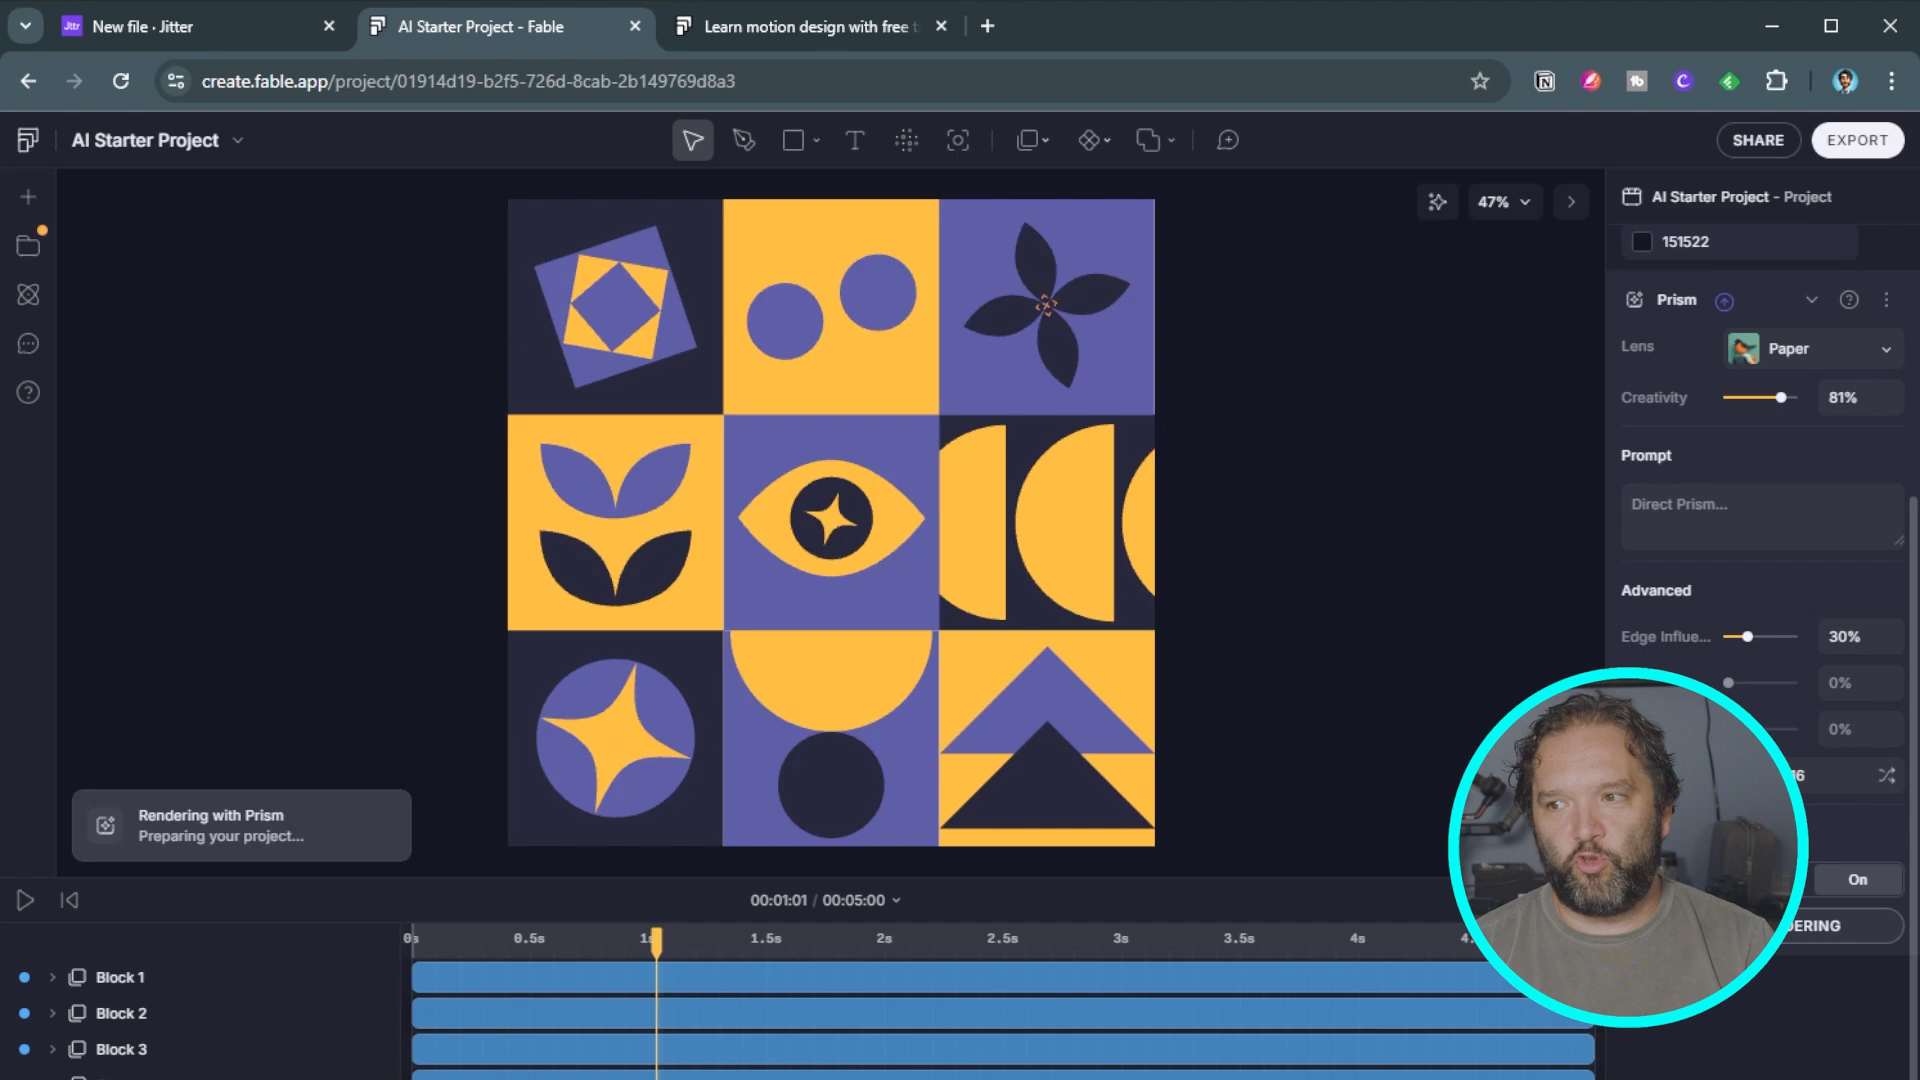 Jttr
New file · Jitter
AI Starter Project - Fable
Learn motion design with free
create.fable.app/project/01914d19-b2f5-726d-8cab-2b149769d8a3
AI Starter Project
SHARE
EXPORT
47%
AI Starter Project - Project
151522
Prism
Lens
Paper
Creativity
81%
Prompt
Direct Prism...
Advanced
Edge Influe...
30%
0%
0%
Rendering with Prism
Preparing your project...
On
00:01:01 / 00:05:00
0s
0.5s
1s
1.5s
2s
2.5s
3s
3.5s
4s
Block 1
Block 2
Block 3